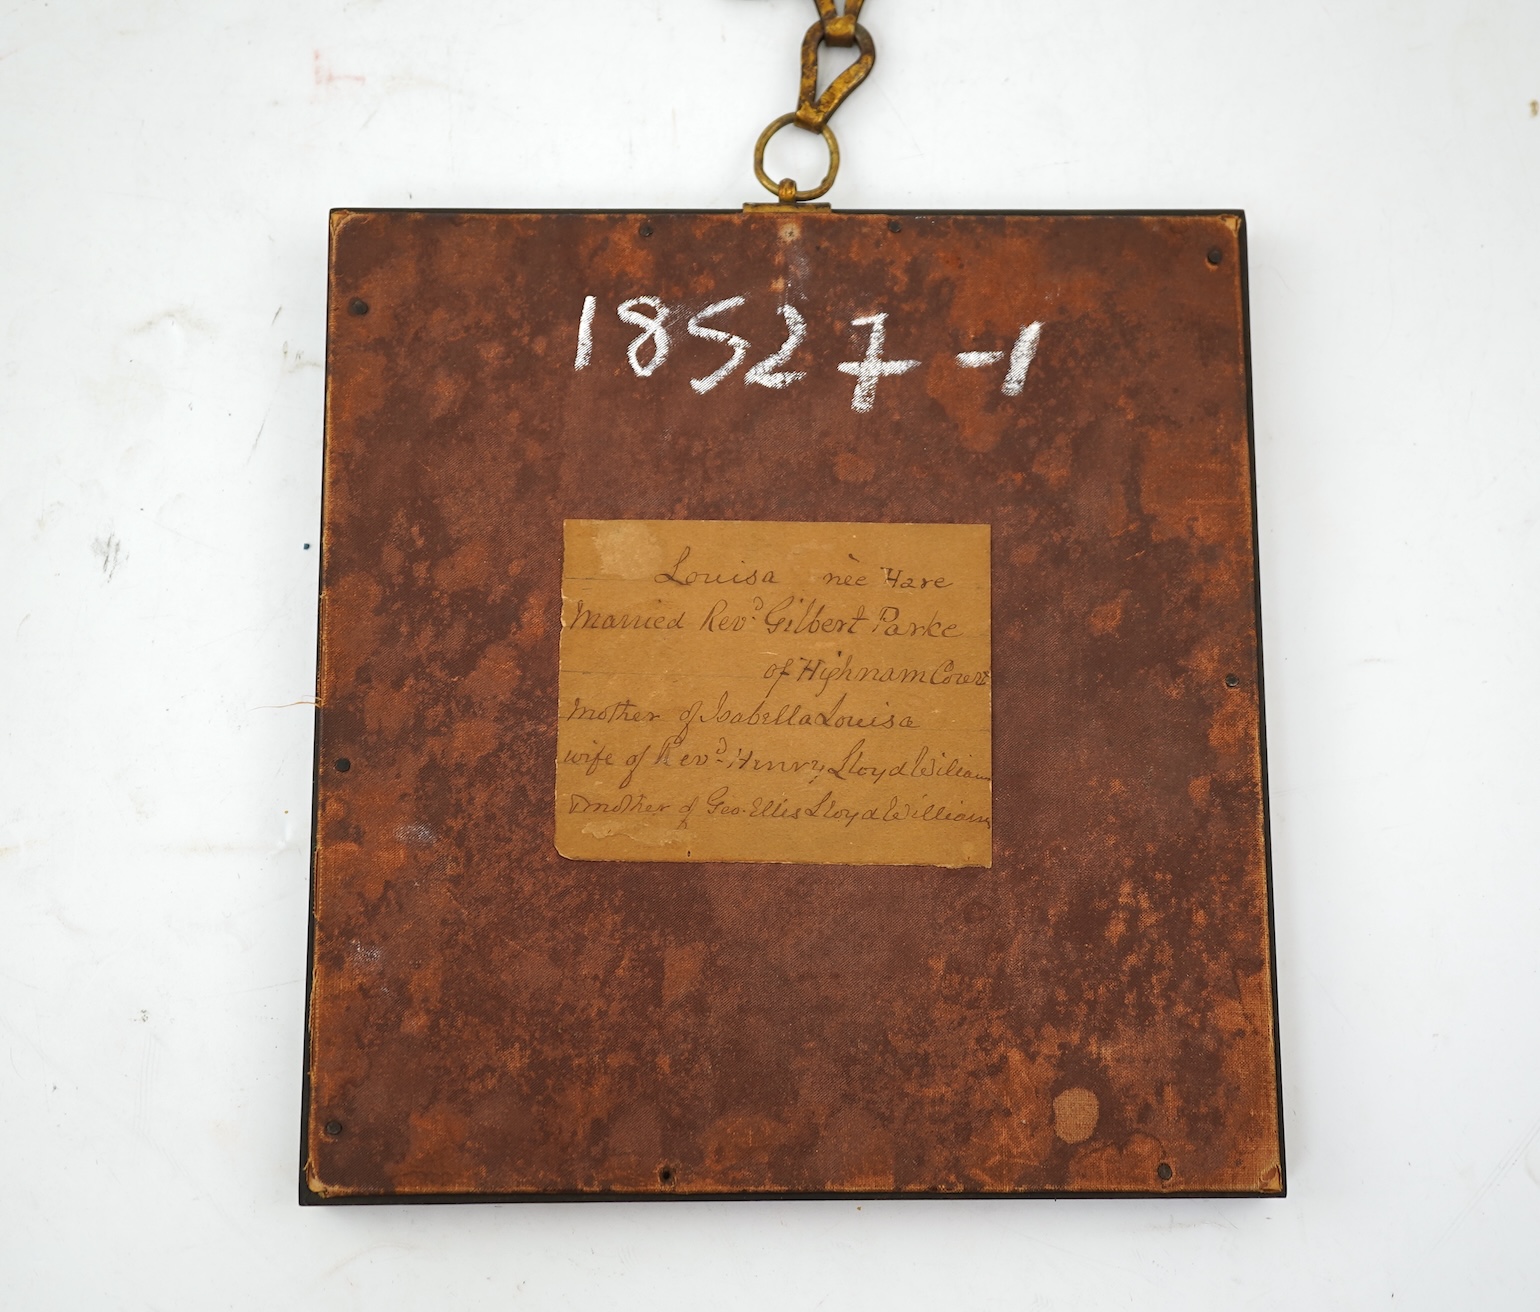 18527-1
Louisa née Hare
Married Revd. Gilbert Parke
of Highnam Court
Mother of Isabella Louisa
wife of Revd. Henry Lloyd William
& mother of Geo. Ellis Lloyd William